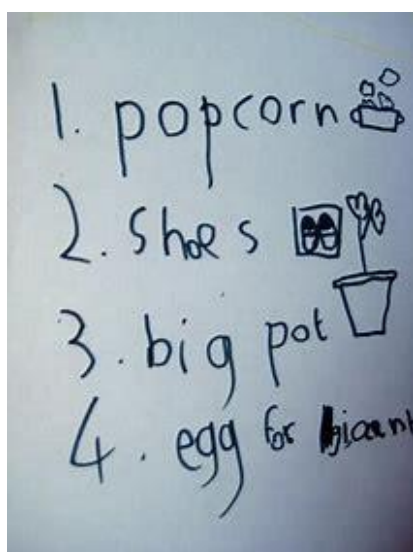 1. popcorn
2. shoes
3. big pot
4. egg for